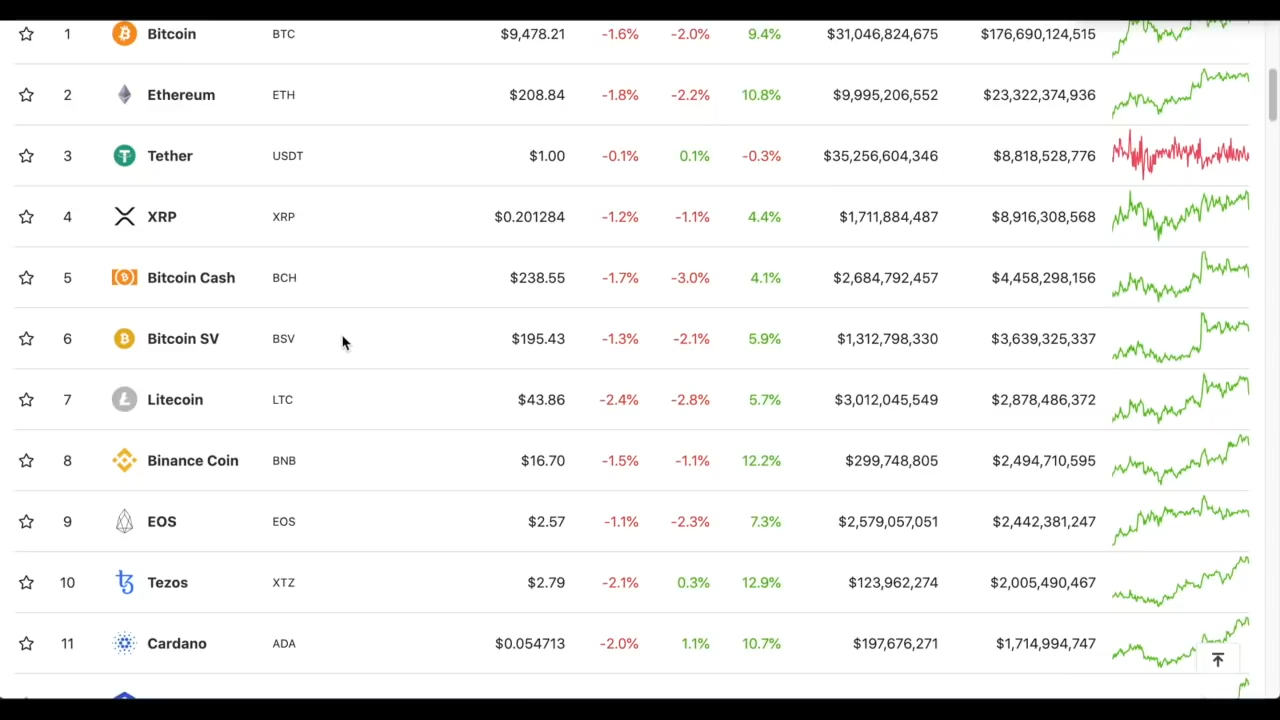 1 Bitcoin BTC $9,478.21 -1.6% -2.0% 9.4% $31,046,824,675 $176,690,124,515
2 Ethereum ETH $208.84 -1.8% -2.2% 10.8% $9,995,206,552 $23,322,374,936
3 Tether USDT $1.00 -0.1% 0.1% -0.3% $35,256,604,346 $8,818,528,776
4 XRP XRP $0.201284 -1.2% -1.1% 4.4% $1,711,884,487 $8,916,308,568
5 Bitcoin Cash BCH $238.55 -1.7% -3.0% 4.1% $2,684,792,457 $4,458,298,156
6 Bitcoin SV BSV $195.43 -1.3% -2.1% 5.9% $1,312,798,330 $3,639,325,337
7 Litecoin LTC $43.86 -2.4% -2.8% 5.7% $3,012,045,549 $2,878,486,372
8 Binance Coin BNB $16.70 -1.5% -1.1% 12.2% $299,748,805 $2,494,710,595
9 EOS EOS $2.57 -1.1% -2.3% 7.3% $2,579,057,051 $2,442,381,247
10 Tezos XTZ $2.79 -2.1% 0.3% 12.9% $123,962,274 $2,005,490,467
11 Cardano ADA $0.054713 -2.0% 1.1% 10.7% $197,676,271 $1,714,994,747